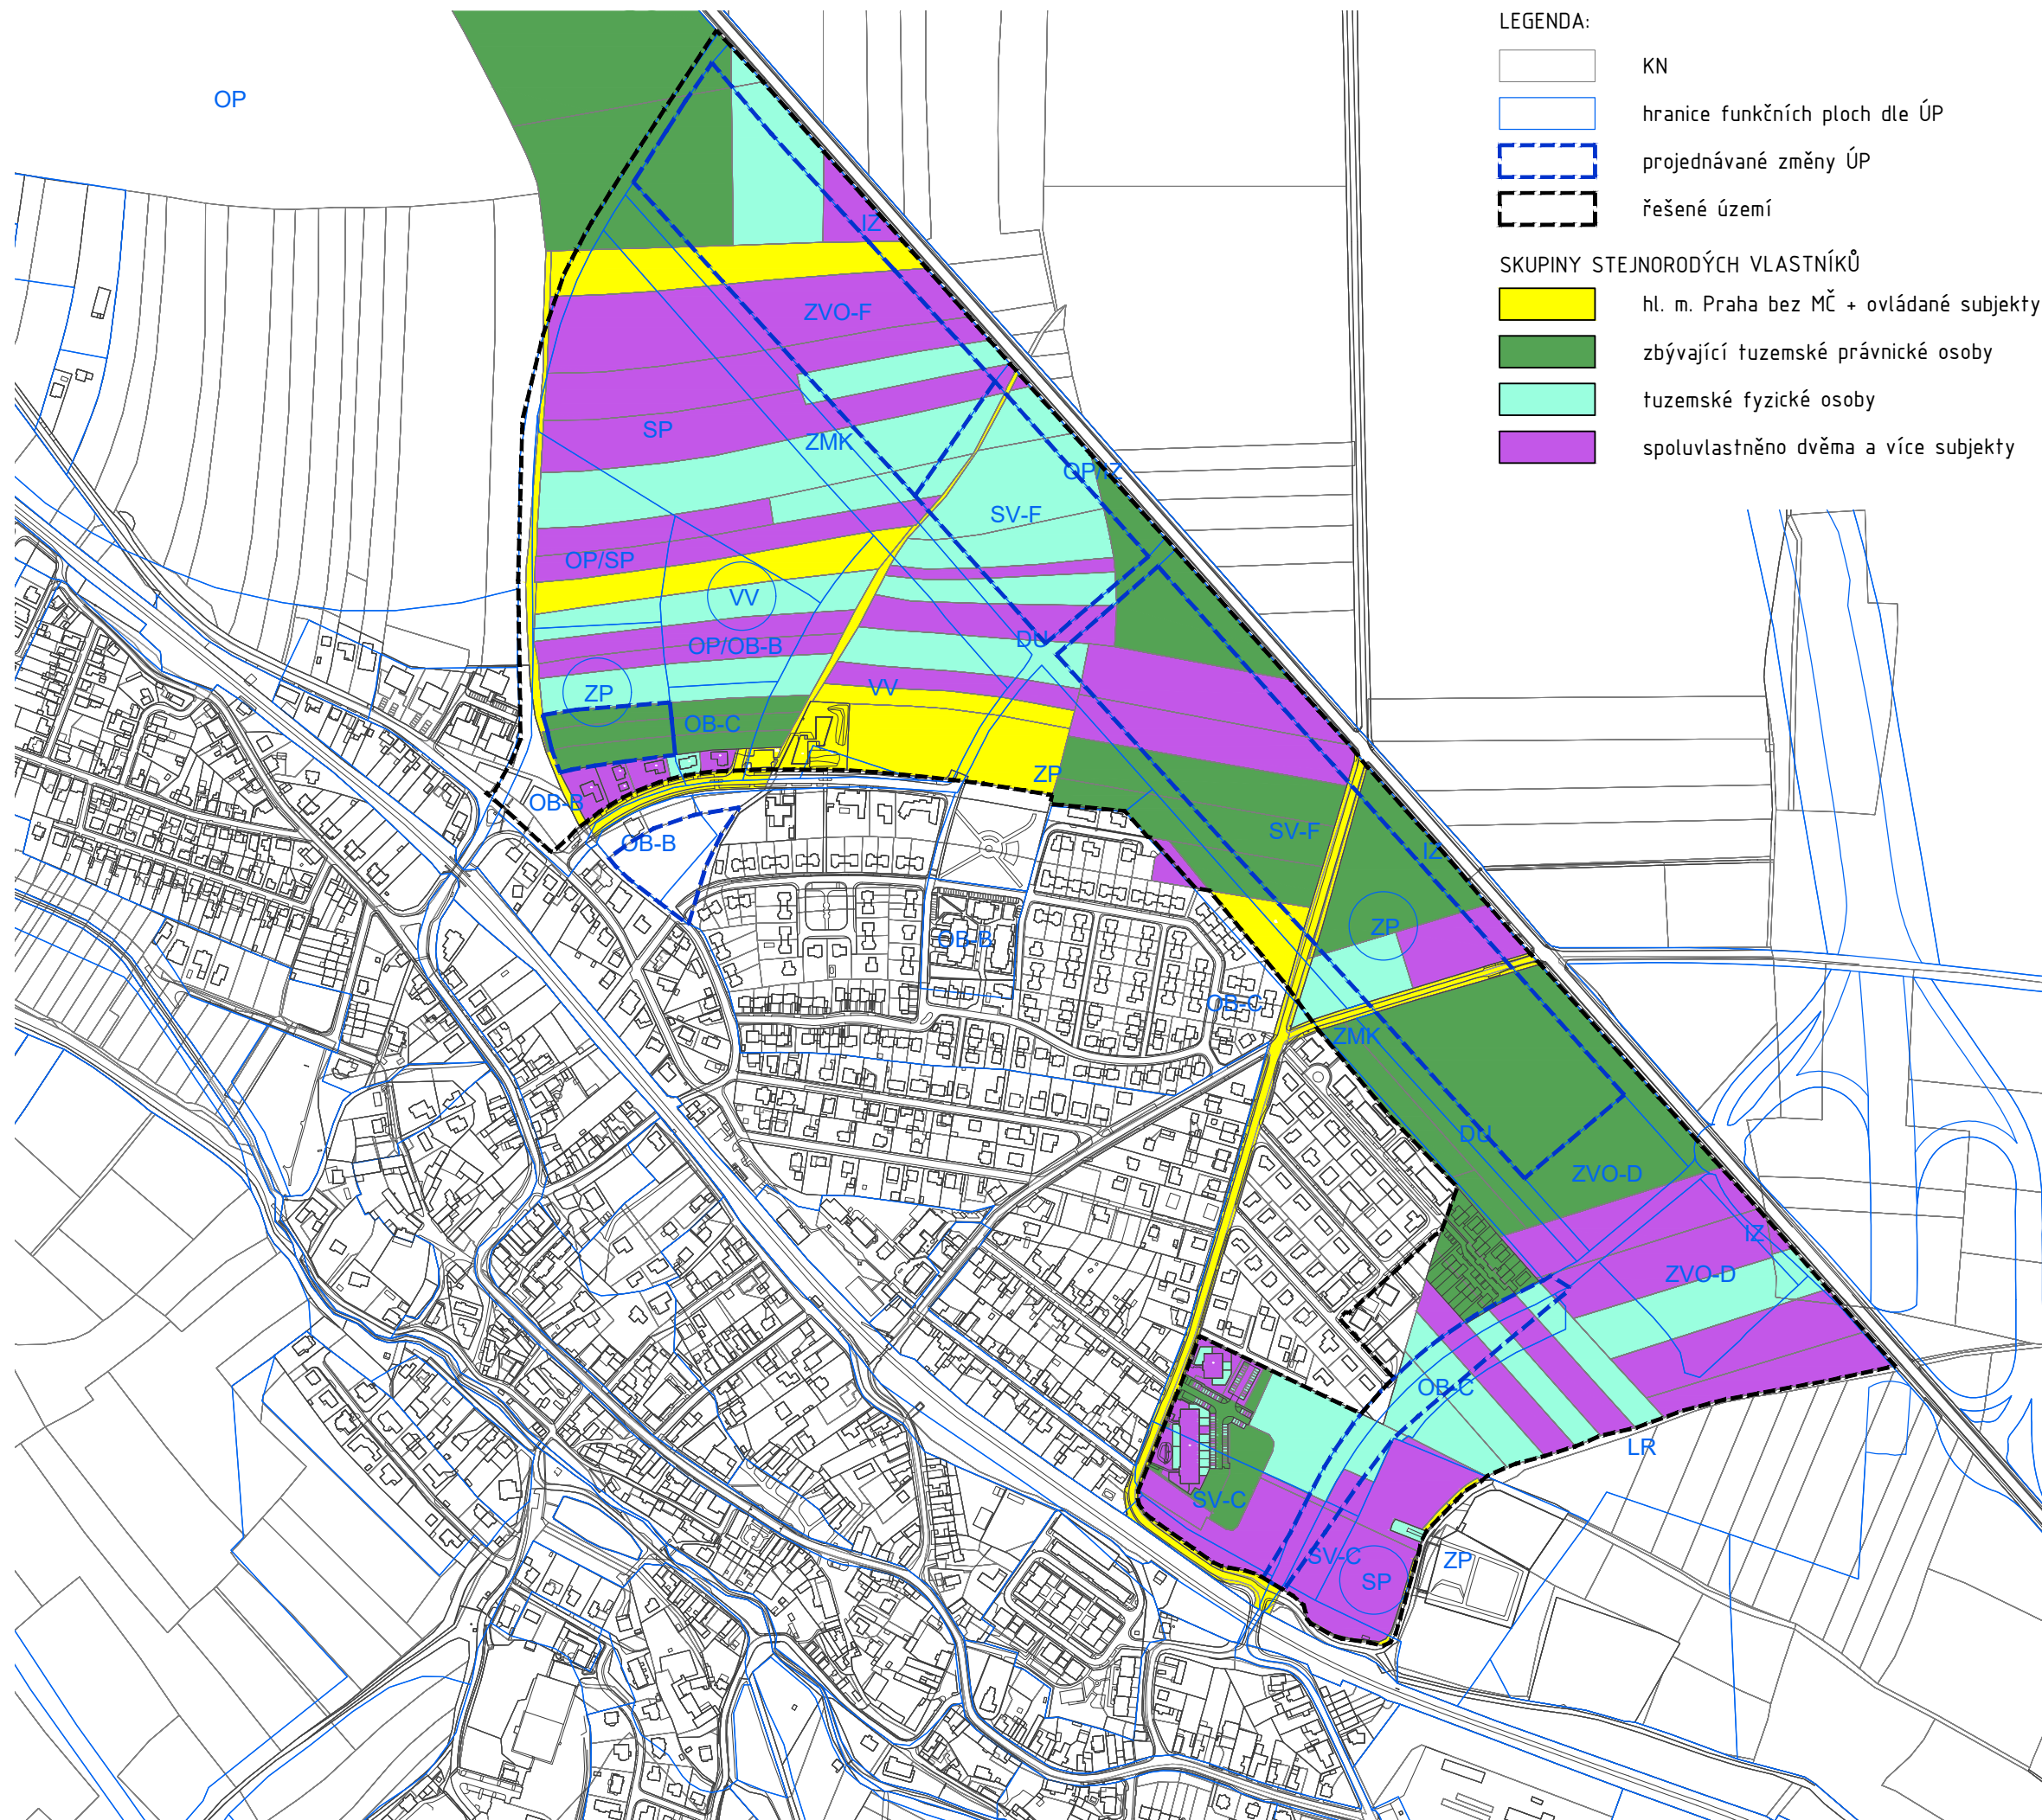 LEGENDA:
KN
hranice funkčních ploch dle ÚP
projednávané změny ÚP
řešené území
SKUPINY STEJNORODÝCH VLASTNÍKŮ
hl. m. Praha bez MČ + ovládané subjekty
zbývající tuzemské právnické osoby
tuzemské fyzické osoby
spoluvlastněno dvěma a více subjekty
OP
IZ
ZVO-F
SP
ZMK
OP/IZ
SV-F
OP/SP
VV
DU
OP/OB-B
ZP
VV
OB-C
ZP
OB-B
SV-F
OB-B
IZ
ZP
OB-B
OB-C
ZMK
DU
ZVO-D
IZ
ZVO-D
OB-C
LR
SV-C
SV-C
ZP
SP